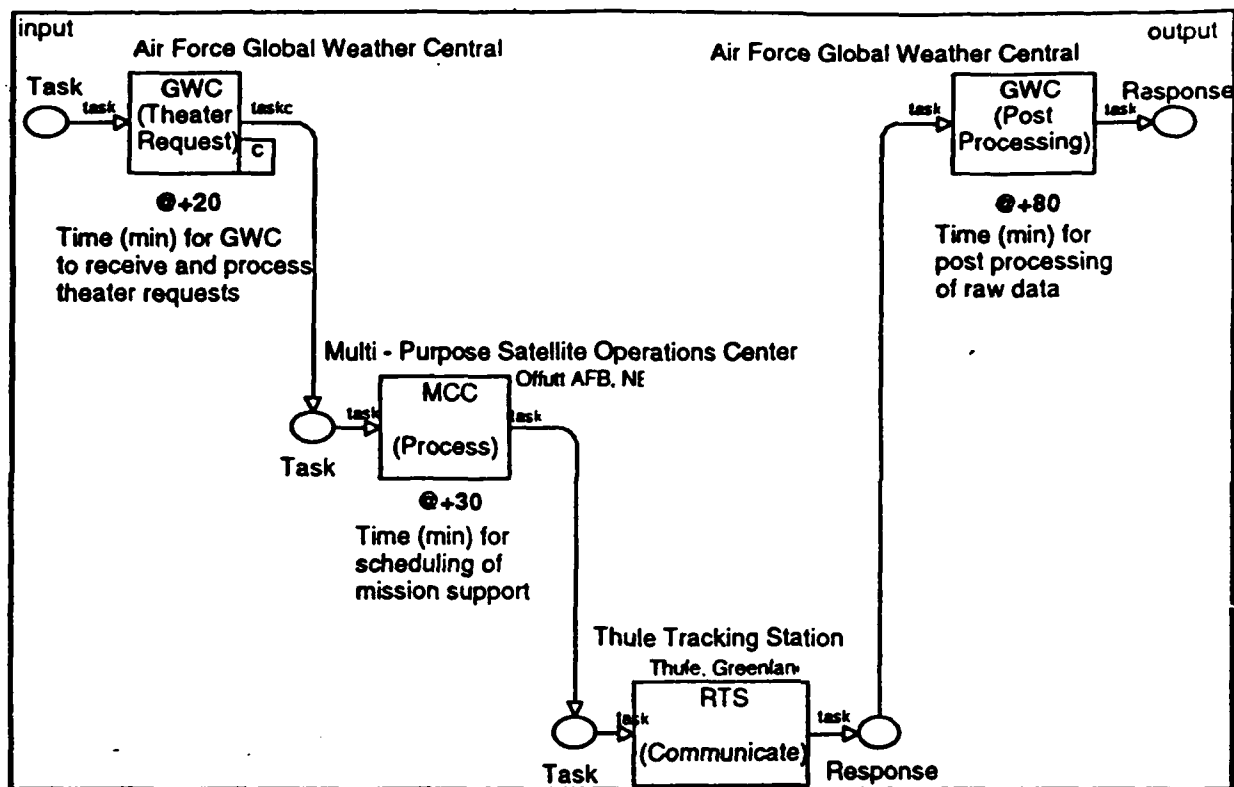 input
output
Air Force Global Weather Central
Air Force Global Weather Central
Task
task
GWC
(Theater
Request)
taskc
C
@+20
Time (min) for GWC
to receive and process
theater requests
task
GWC
(Post
Processing)
task
Response
@+80
Time (min) for
post processing
of raw data
Multi - Purpose Satellite Operations Center
Offutt AFB, NE
task
MCC
(Process)
task
Task
@+30
Time (min) for
scheduling of
mission support
Thule Tracking Station
Thule, Greenlan
task
RTS
(Communicate)
task
Task
Response